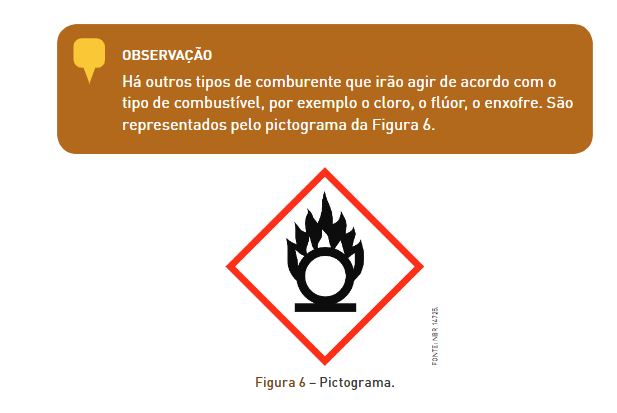 OBSERVAÇÃO
Há outros tipos de comburente que irão agir de acordo com o
tipo de combustível, por exemplo o cloro, o flúor, o enxofre. São
representados pelo pictograma da Figura 6.
FONTE: NBR 14725.
Figura 6 – Pictograma.